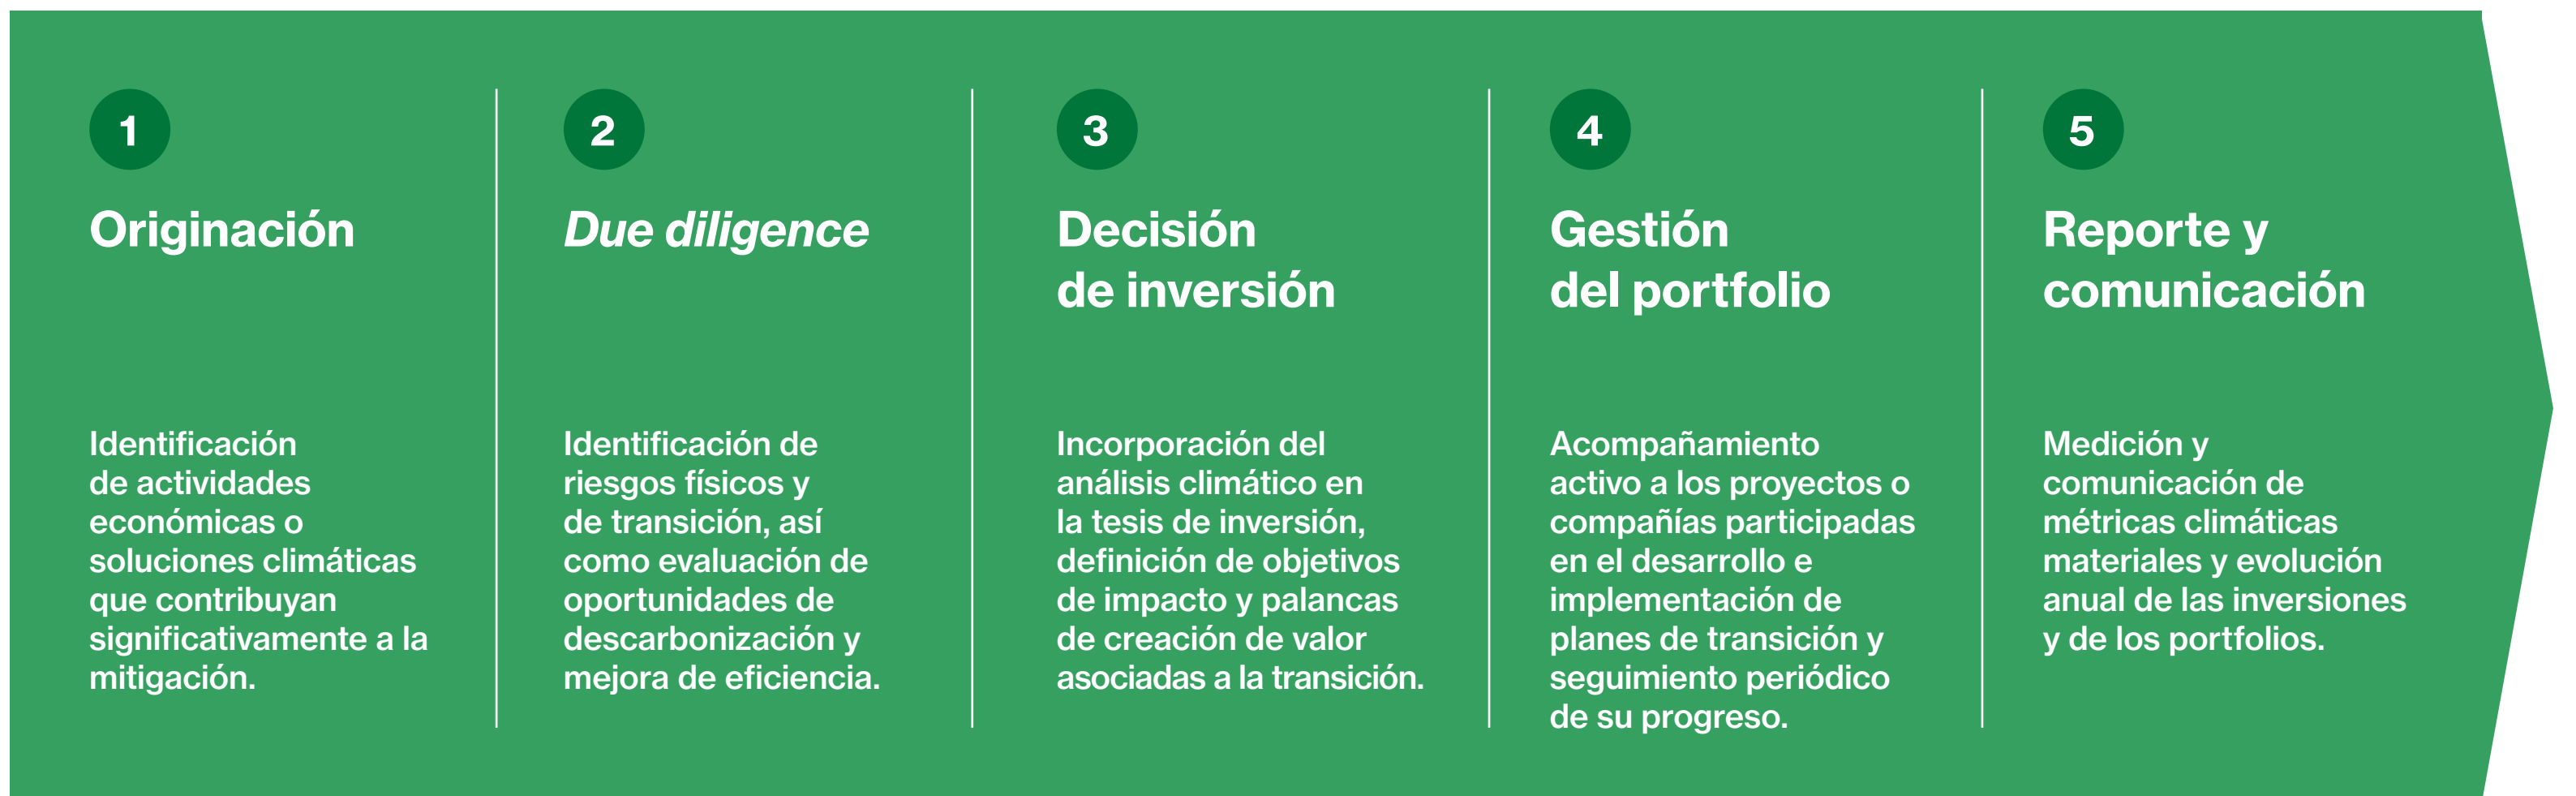 1
Originación
Identificación
de actividades
económicas o
soluciones climáticas
que contribuyan
significativamente a la
mitigación.
2
Due diligence
Identificación de
riesgos físicos y
de transición, así
como evaluación de
oportunidades de
descarbonización y
mejora de eficiencia.
3
Decisión
de inversión
Incorporación del
análisis climático en
la tesis de inversión,
definición de objetivos
de impacto y palancas
de creación de valor
asociadas a la transición.
4
Gestión
del portfolio
Acompañamiento
activo a los proyectos o
compañías participadas
en el desarrollo e
implementación de
planes de transición y
seguimiento periódico
de su progreso.
5
Reporte y
comunicación
Medición y
comunicación de
métricas climáticas
materiales y evolución
anual de las inversiones
y de los portfolios.